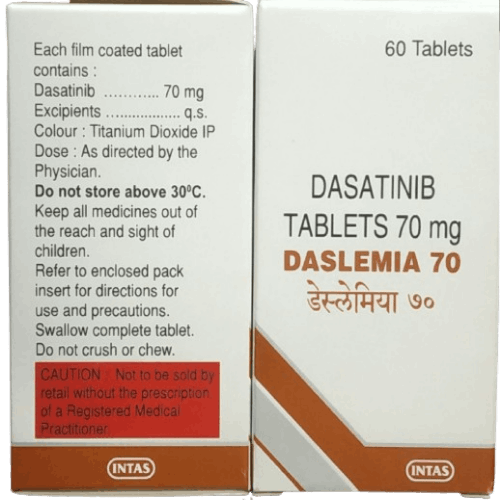 Each film coated tablet
contains :
Dasatinib ........... 70 mg
Excipients ................. q.s.
Colour : Titanium Dioxide IP
Dose : As directed by the
Physician.
Do not store above 30ºC.
Keep all medicines out of
the reach and sight of
children.
Refer to enclosed pack
insert for directions for
use and precautions.
Swallow complete tablet.
Do not crush or chew.
CAUTION : Not to be sold by
retail without the prescription
of a Registered Medical
Practitioner.
INTAS
60 Tablets
DASATINIB
TABLETS 70 mg
DASLEMIA 70
डेस्लेमिया ७०
INTAS